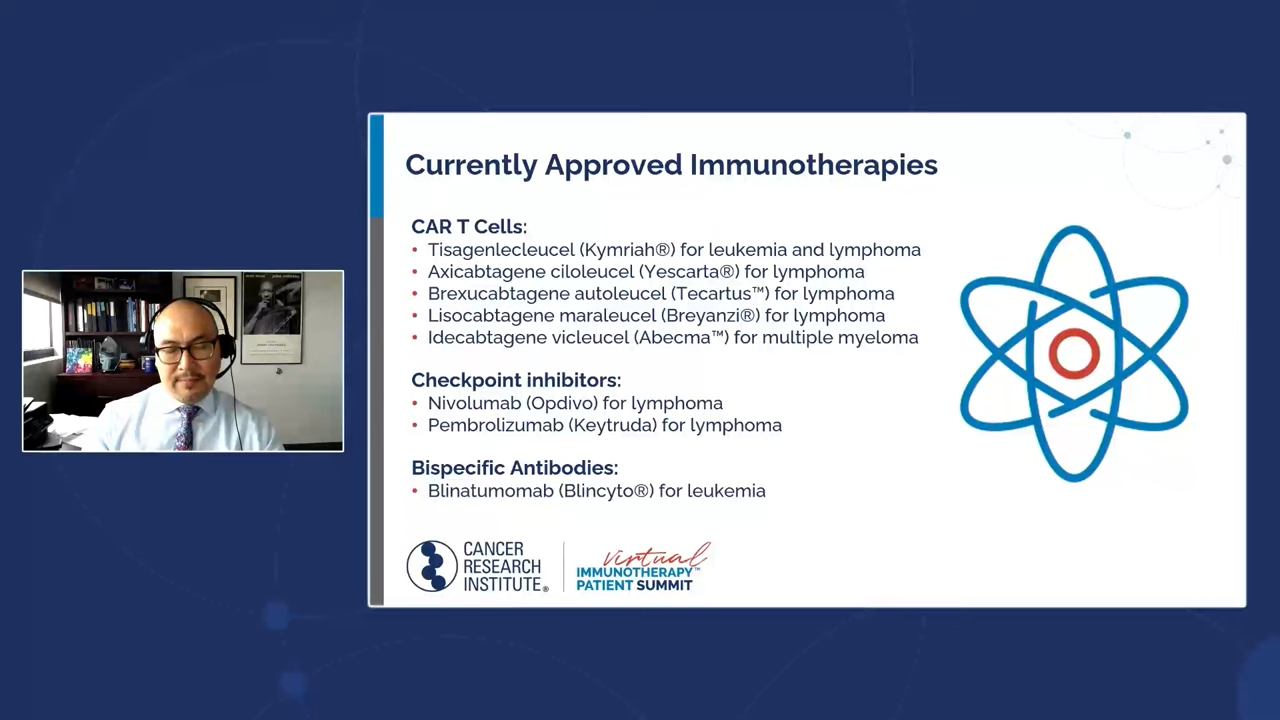 Currently Approved Immunotherapies
CAR T Cells:
• Tisagenlecleucel (Kymriah®) for leukemia and lymphoma
• Axicabtagene ciloleucel (Yescarta®) for lymphoma
• Brexucabtagene autoleucel (Tecartus™) for lymphoma
• Lisocabtagene maraleucel (Breyanzi®) for lymphoma
• Idecabtagene vicleucel (Abecma™) for multiple myeloma
Checkpoint inhibitors:
• Nivolumab (Opdivo) for lymphoma
• Pembrolizumab (Keytruda) for lymphoma
Bispecific Antibodies:
• Blinatumomab (Blincyto®) for leukemia
CANCER
RESEARCH
INSTITUTE®
virtual
IMMUNOTHERAPY™
PATIENT SUMMIT